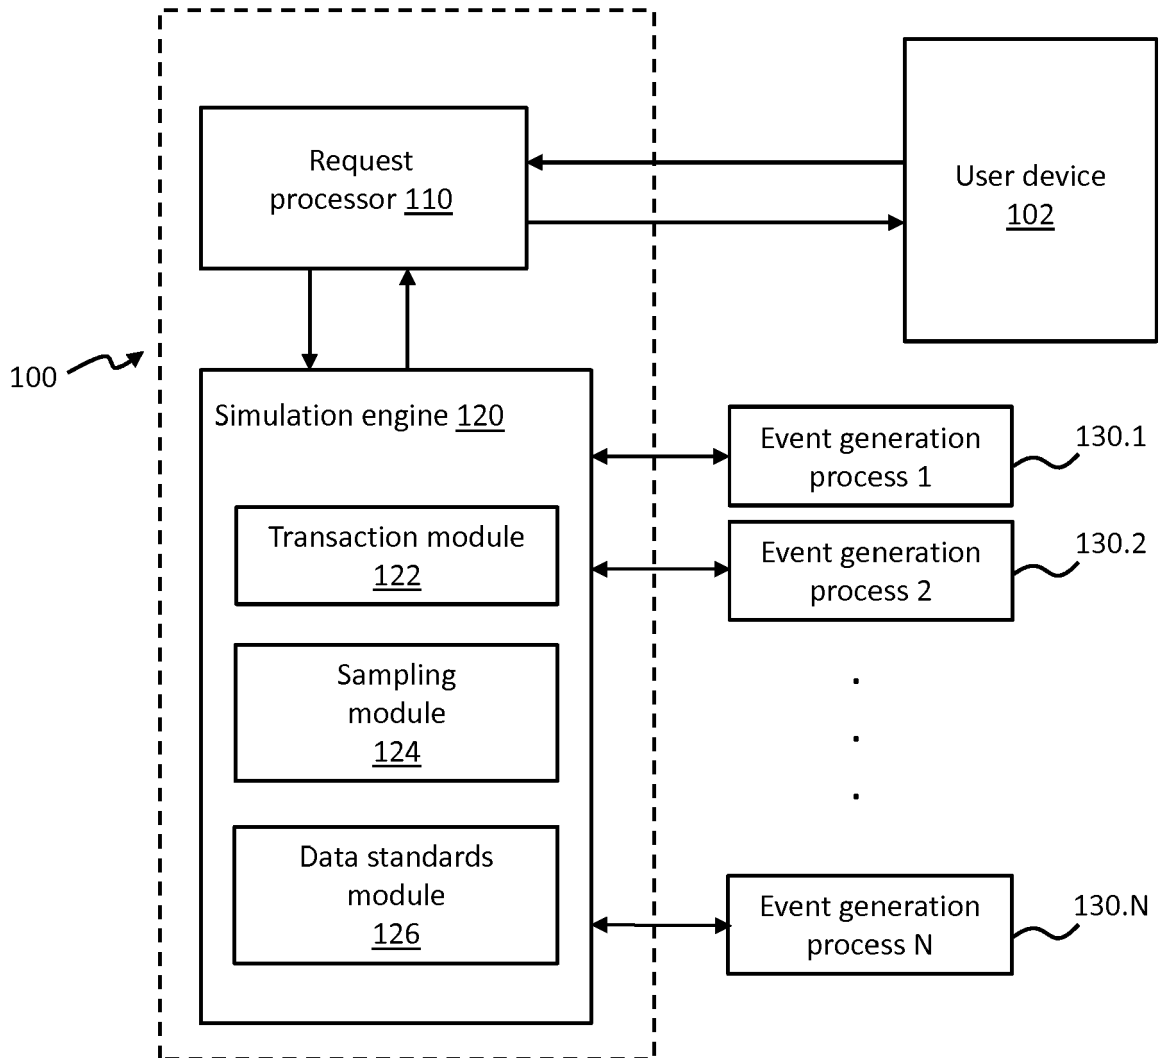 Request
processor 110
User device
102
100
Simulation engine 120
Event generation
process 1
130.1
Transaction module
122
Event generation
process 2
130.2
Sampling
module
124
.
.
.
Data standards
module
126
Event generation
process N
130.N